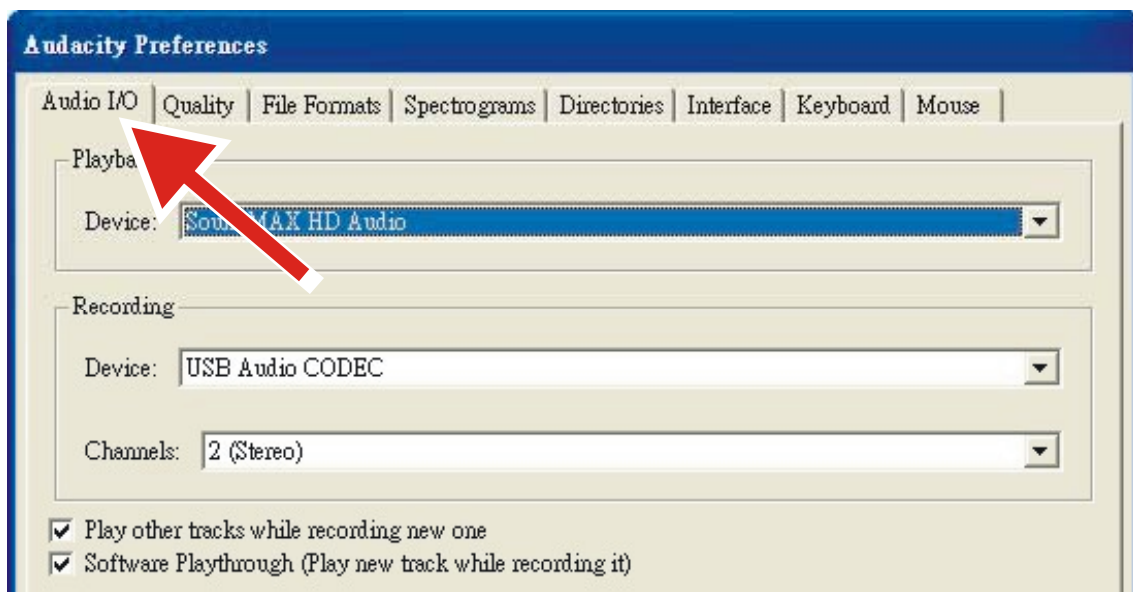 Audacity Preferences
Audio I/O Quality File Formats Spectrograms Directories Interface Keyboard Mouse
Device: MAX HD Audio
Recording
Device: USB Audio CODEC
Channels: 2 (Stereo)
Play other tracks while recording new one
Software Playthrough (Play new track while recording it)